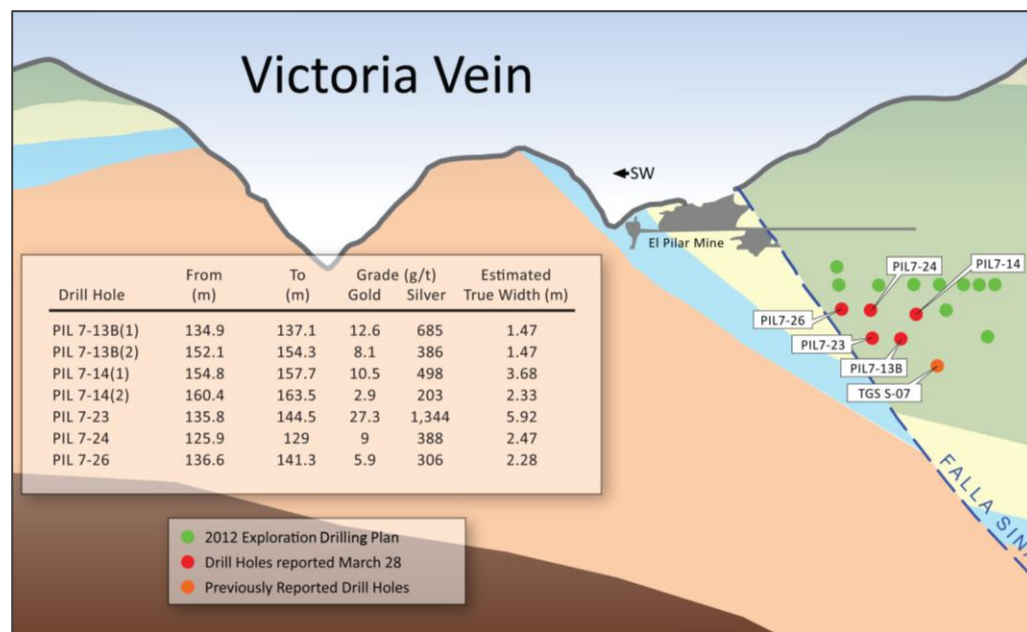 Victoria Vein
SW
El Pilar Mine
PIL7-24
PIL7-14
PIL7-26
PIL7-23
PIL7-13B
TGS S-07
FALLA SINA
From To Grade (g/t) Estimated
Drill Hole (m) (m) Gold Silver True Width (m)
PIL 7-13B(1) 134.9 137.1 12.6 685 1.47
PIL 7-13B(2) 152.1 154.3 8.1 386 1.47
PIL 7-14(1) 154.8 157.7 10.5 498 3.68
PIL 7-14(2) 160.4 163.5 2.9 203 2.33
PIL 7-23 135.8 144.5 27.3 1,344 5.92
PIL 7-24 125.9 129 9 388 2.47
PIL 7-26 136.6 141.3 5.9 306 2.28
2012 Exploration Drilling Plan
Drill Holes reported March 28
Previously Reported Drill Holes